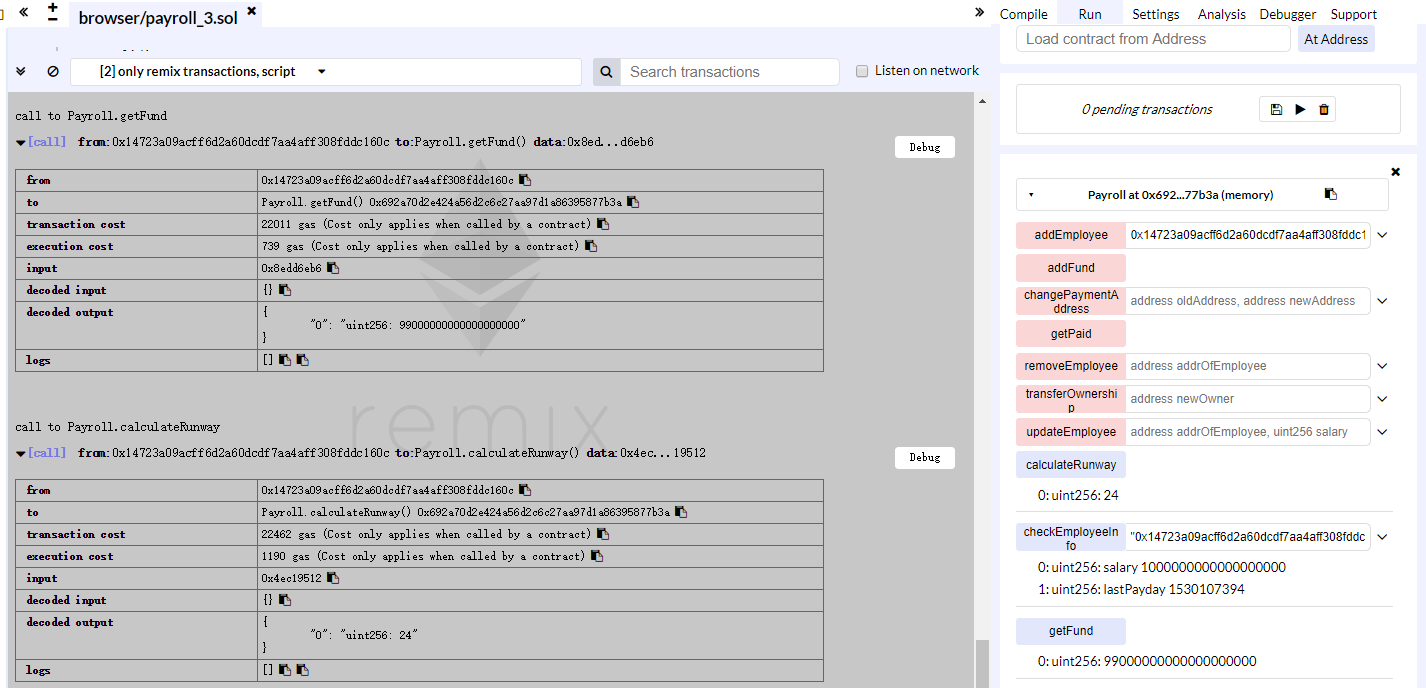 browser/payroll_3.sol
Compile Run Settings Analysis Debugger Support
Load contract from Address At Address
[2] only remix transactions, script
Search transactions
Listen on network
0 pending transactions
call to Payroll.getFund
[call] from:0x14723a09acff6d2a60dcdf7aa4aff308fddc160c to:Payroll.getFund() data:0x8ed...d6eb6
Debug
from 0x14723a09acff6d2a60dcdf7aa4aff308fddc160c
to Payroll.getFund() 0x692a70d2e424a56d2c6c27aa97d1a86395877b3a
transaction cost 22011 gas (Cost only applies when called by a contract)
execution cost 739 gas (Cost only applies when called by a contract)
input 0x8edd6eb6
decoded input {}
decoded output {
"0": "uint256: 99000000000000000000"
}
logs []
remix
call to Payroll.calculateRunway
[call] from:0x14723a09acff6d2a60dcdf7aa4aff308fddc160c to:Payroll.calculateRunway() data:0x4ec...19512
Debug
from 0x14723a09acff6d2a60dcdf7aa4aff308fddc160c
to Payroll.calculateRunway() 0x692a70d2e424a56d2c6c27aa97d1a86395877b3a
transaction cost 22462 gas (Cost only applies when called by a contract)
execution cost 1190 gas (Cost only applies when called by a contract)
input 0x4ec19512
decoded input {}
decoded output {
"0": "uint256: 24"
}
logs []
Payroll at 0x692...77b3a (memory)
addEmployee 0x14723a09acff6d2a60dcdf7aa4aff308fddc1
addFund
changePaymentA
ddress
address oldAddress, address newAddress
getPaid
removeEmployee address addrOfEmployee
transferOwnershi
p
address newOwner
updateEmployee address addrOfEmployee, uint256 salary
calculateRunway
0: uint256: 24
checkEmployeeIn
fo
"0x14723a09acff6d2a60dcdf7aa4aff308fddc
0: uint256: salary 1000000000000000000
1: uint256: lastPayday 1530107394
getFund
0: uint256: 99000000000000000000